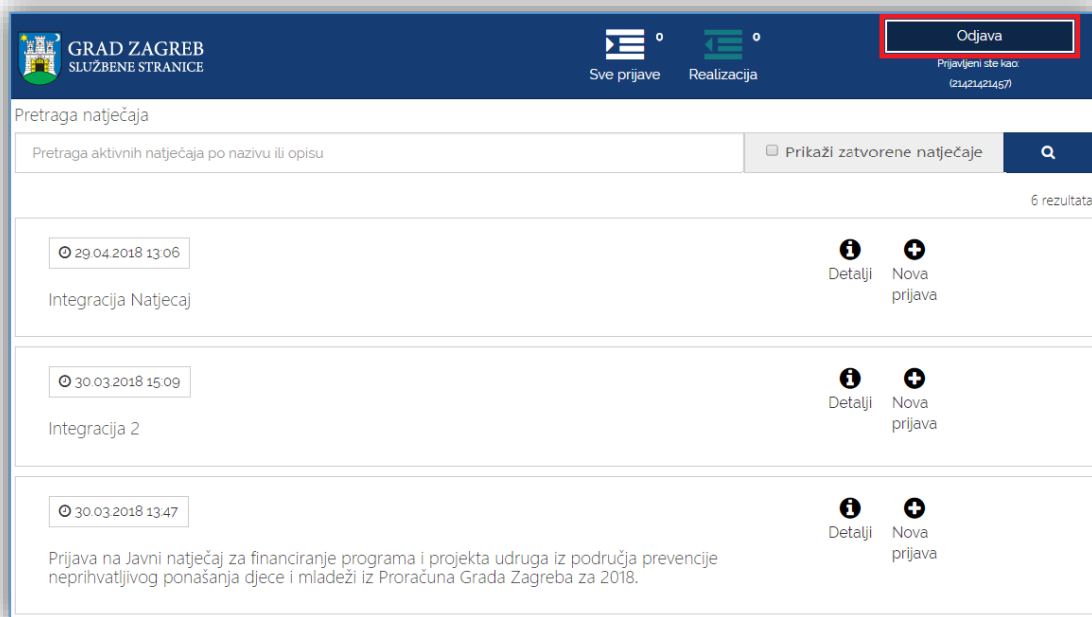 GRAD ZAGREB
SLUŽBENE STRANICE
0
Sve prijave
0
Realizacija
Odjava
Prijavljeni ste kao:
(21421421457)
Pretraga natječaja
Pretraga aktivnih natječaja po nazivu ili opisu
Prikaži zatvorene natječaje
6 rezultata
29.04.2018 13:06
Integracija Natjecaj
Detalji
Nova
prijava
30.03.2018 15:09
Integracija 2
Detalji
Nova
prijava
30.03.2018 13:47
Prijava na Javni natječaj za financiranje programa i projekta udruga iz područja prevencije
neprihvatljivog ponašanja djece i mladeži iz Proračuna Grada Zagreba za 2018.
Detalji
Nova
prijava